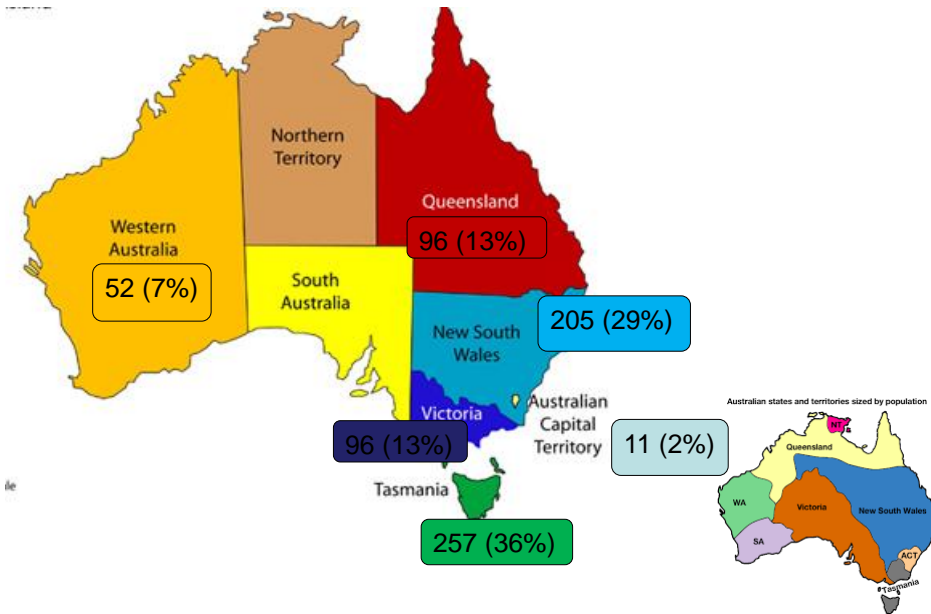 Northern
Territory
Queensland
96 (13%)
Western
Australia
52 (7%)
South
Australia
205 (29%)
New South
Wales
Victoria
96 (13%)
Australian
Capital
Territory
11 (2%)
Tasmania
257 (36%)
Australian states and territories sized by population
NT
Queensland
WA
Victoria
New South Wales
SA
ACT
Tasmania